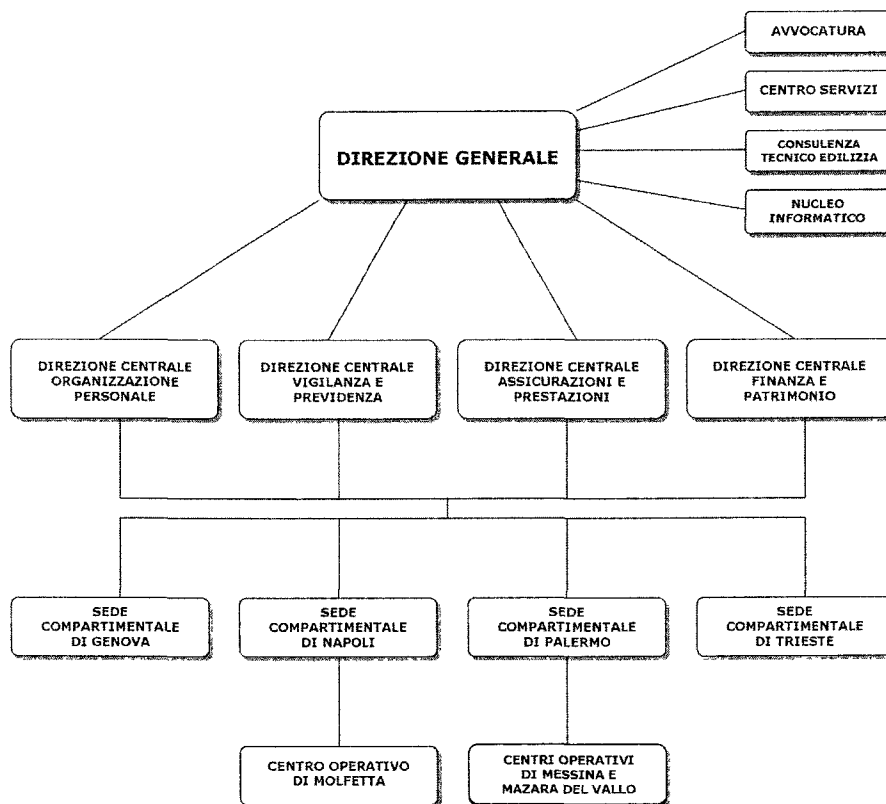 AVVOCATURA
CENTRO SERVIZI
DIREZIONE GENERALE
CONSULENZA
TECNICO EDILIZIA
NUCLEO
INFORMATICO
DIREZIONE CENTRALE
ORGANIZZAZIONE
PERSONALE
DIREZIONE CENTRALE
VIGILANZA E
PREVIDENZA
DIREZIONE CENTRALE
ASSICURAZIONI E
PRESTAZIONI
DIREZIONE CENTRALE
FINANZA E
PATRIMONIO
SEDE
COMPARTIMENTALE
DI GENOVA
SEDE
COMPARTIMENTALE
DI NAPOLI
SEDE
COMPARTIMENTALE
DI PALERMO
SEDE
COMPARTIMENTALE
DI TRIESTE
CENTRO OPERATIVO
DI MOLFETTA
CENTRI OPERATIVI
DI MESSINA E
MAZARA DEL VALLO